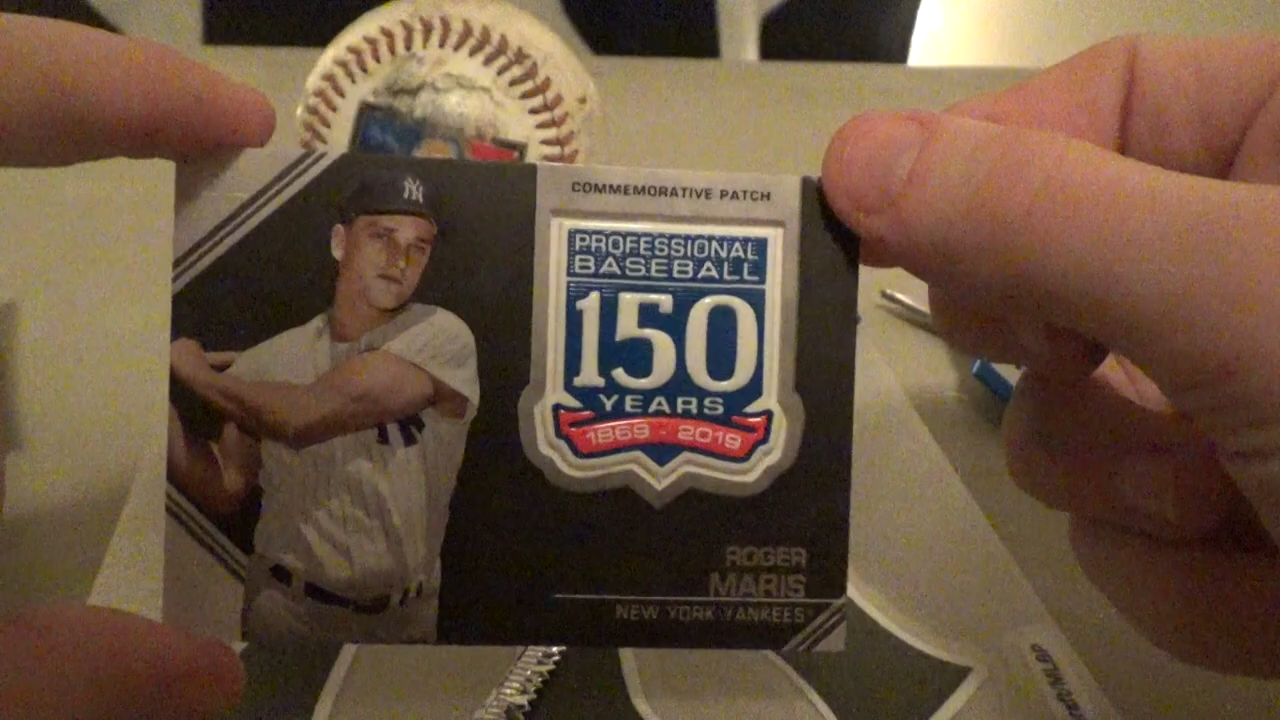 NY
COMMEMORATIVE PATCH
PROFESSIONAL
BASEBALL
150
YEARS
1869 - 2019
ROGER
MARIS
NEW YORK YANKEES